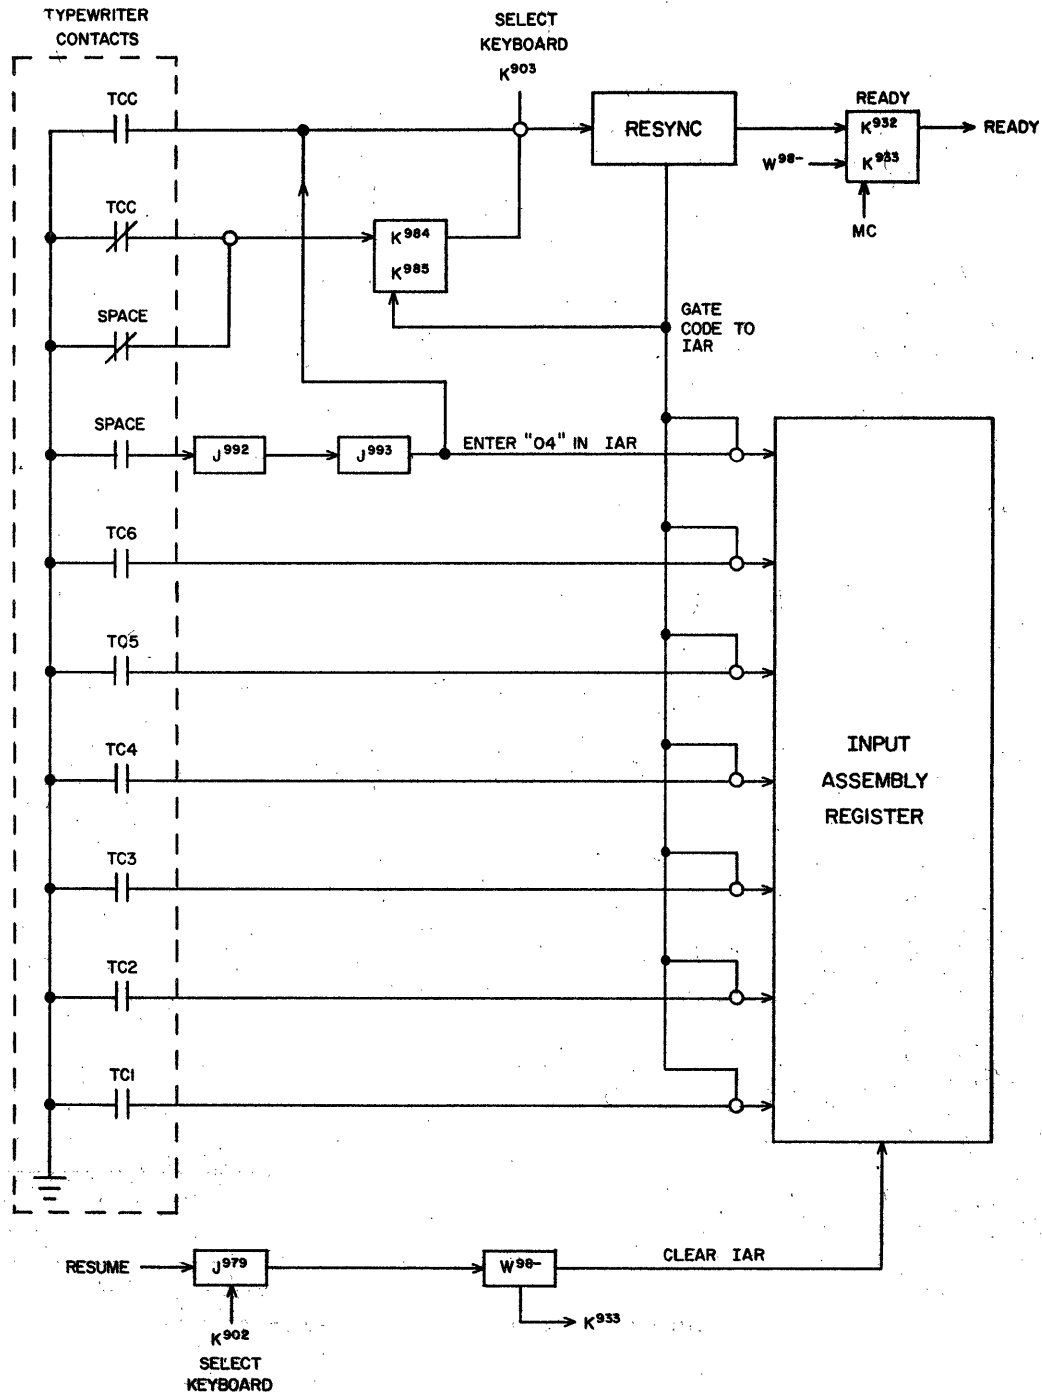 TYPEWRITER
CONTACTS
SELECT
KEYBOARD
K903
TCC
RESYNC
READY
K932
K933
READY
W98-
MC
TCC
K984
K985
SPACE
GATE
CODE TO
IAR
SPACE
J992
J993
ENTER "04" IN IAR
TC6
TC5
TC4
INPUT
ASSEMBLY
REGISTER
TC3
TC2
TC1
RESUME
J979
W98-
CLEAR IAR
K933
K902
SELECT
KEYBOARD